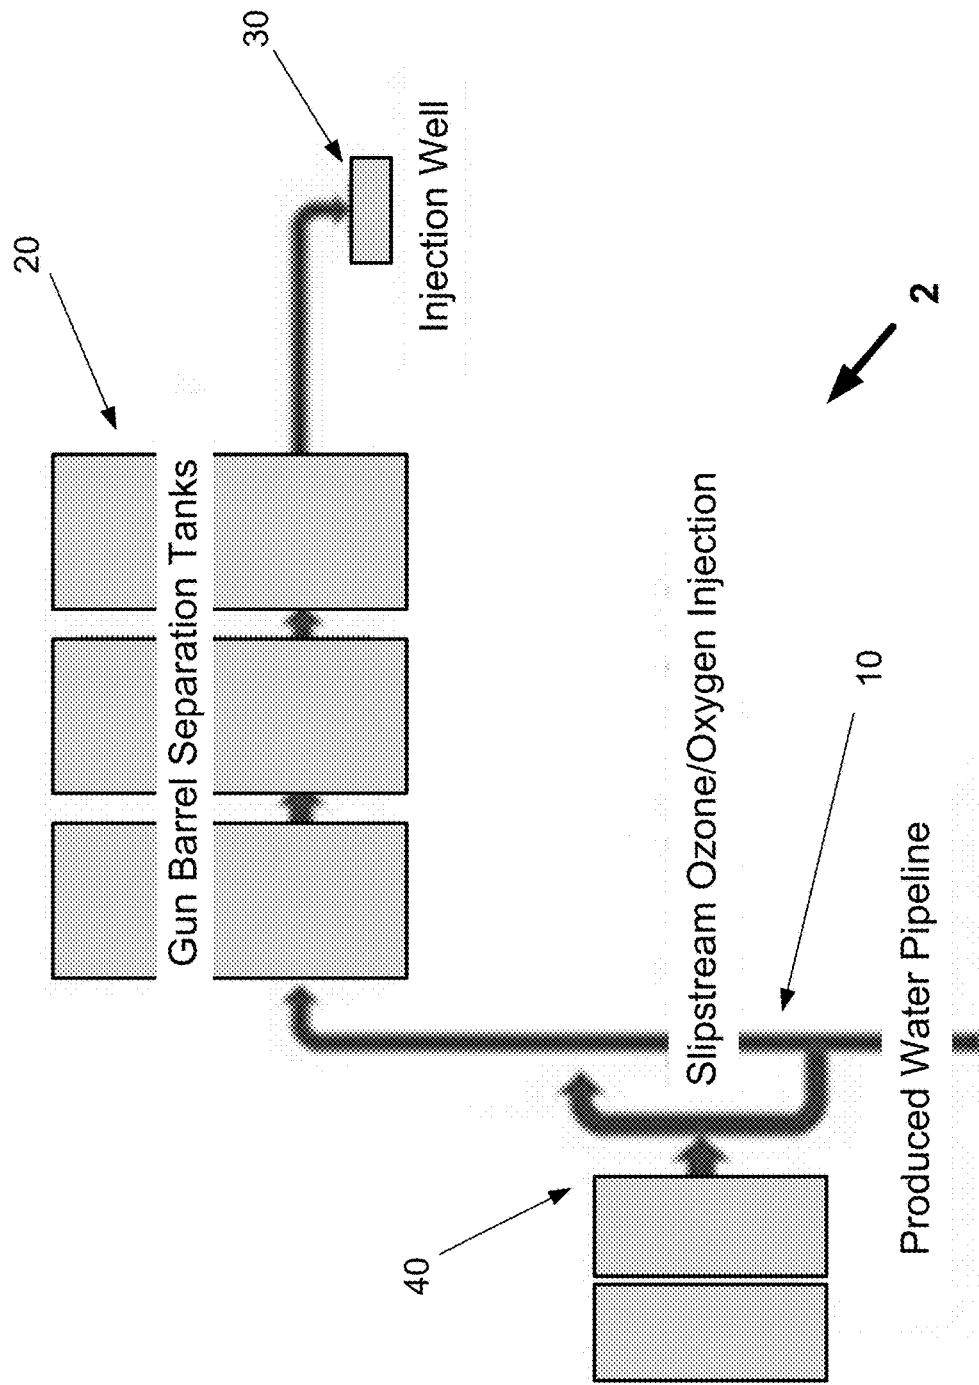 20
30
Gun Barrel Separation Tanks
Injection Well
40
Slipstream Ozone/Oxygen Injection
10
2
Produced Water Pipeline